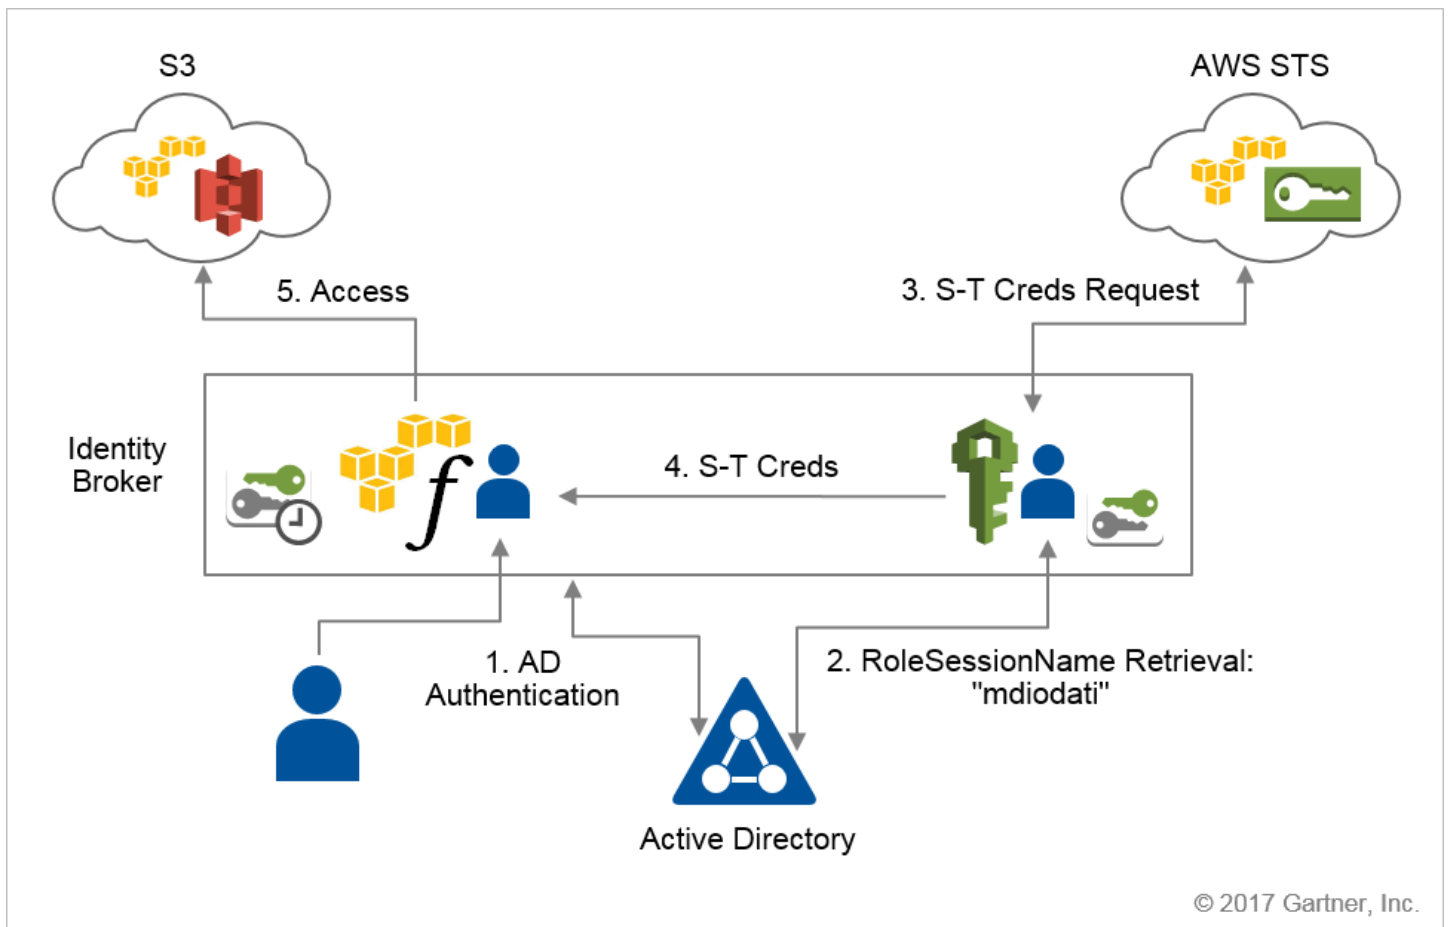 S3
AWS STS
5. Access
3. S-T Creds Request
Identity
Broker
f
4. S-T Creds
1. AD
Authentication
2. RoleSessionName Retrieval:
"mdiodati"
Active Directory
© 2017 Gartner, Inc.